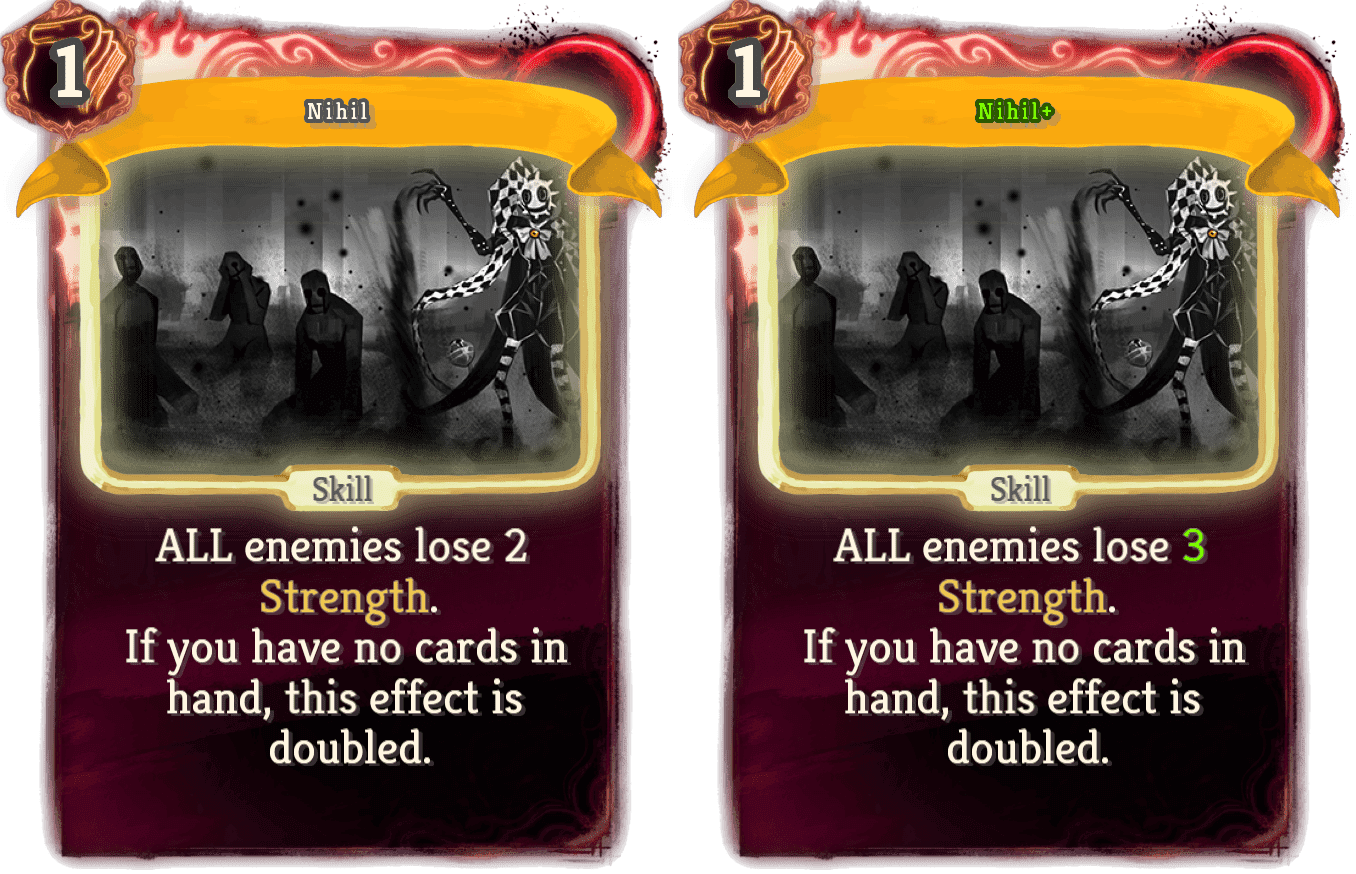 1
Nihil
Skill
ALL enemies lose 2
Strength.
If you have no cards in
hand, this effect is
doubled.
1
Nihil+
Skill
ALL enemies lose 3
Strength.
If you have no cards in
hand, this effect is
doubled.